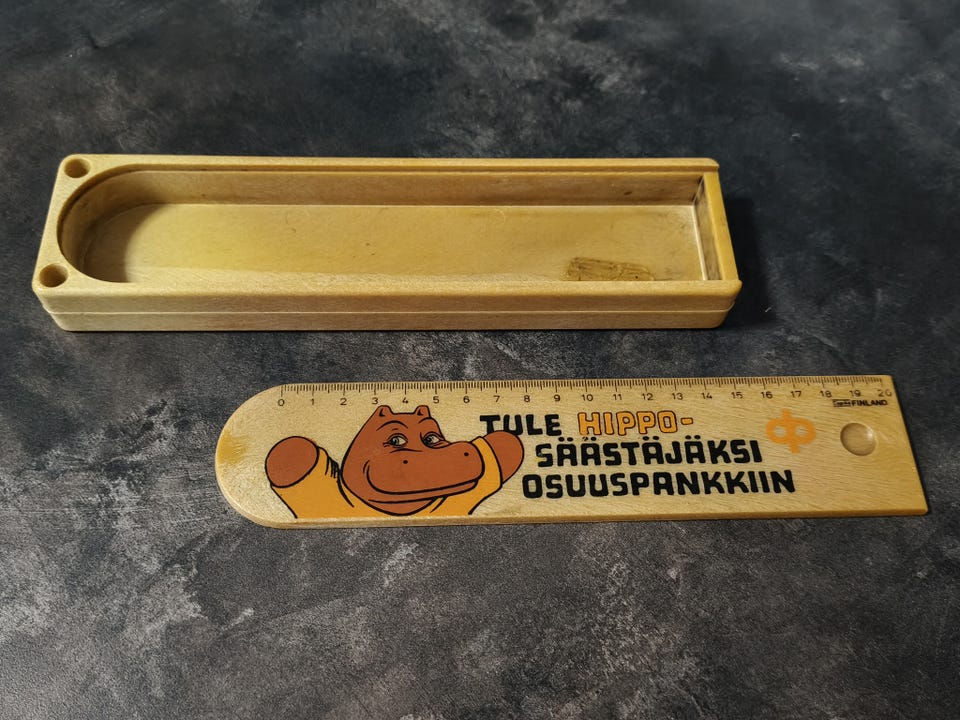 0 1 2 3 4 5 6 7 8 9 10 11 12 13 14 15 16 17 18 19 20
FINLAND
TULE HIPPO-
SÄÄSTÄJÄKSI
OSUUSPANKKIIN